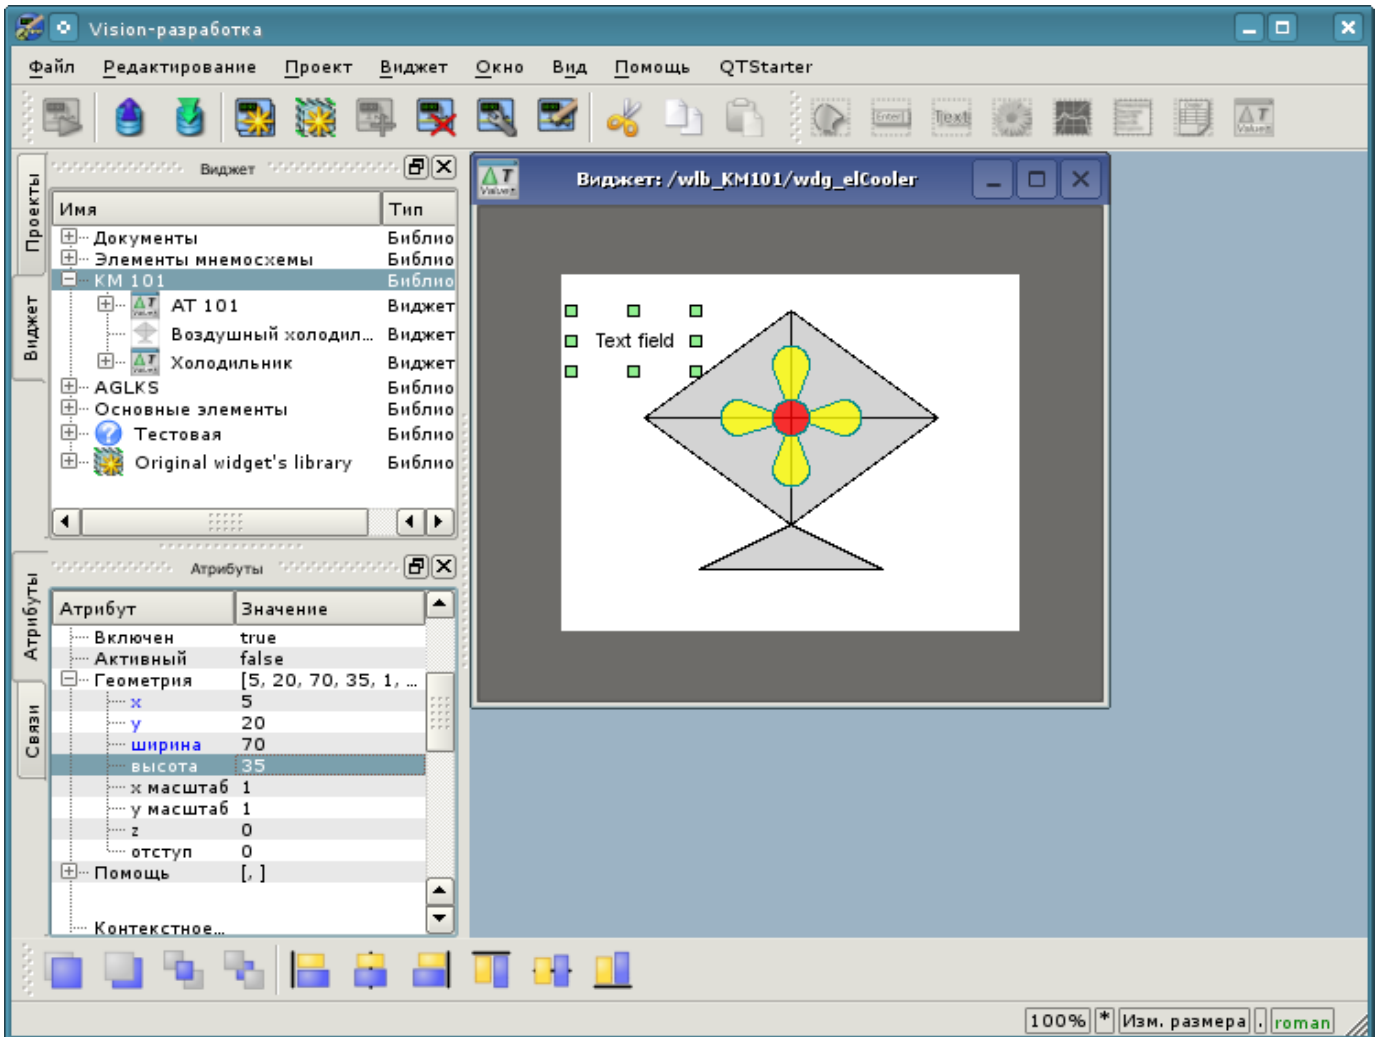 Vision-разработка
Файл Редактирование Проект Виджет Окно Вид Помощь QTStarter
Text
Проекты
Виджет
Виджет
Имя Тип
Документы Библио
Элементы мнемосхемы Библио
КМ 101 Библио
АТ 101 Виджет
Воздушный холодил... Виджет
Холодильник Виджет
AGLKS Библио
Основные элементы Библио
Тестовая Библио
Original widget's library Библио
Виджет: /wlb_KM101/wdg_elCooler
Text field
Атрибуты
Связи
Атрибуты
Атрибут Значение
Включен true
Активный false
Геометрия [5, 20, 70, 35, 1, ...
x 5
y 20
ширина 70
высота 35
x масштаб 1
y масштаб 1
z 0
отступ 0
Помощь [, ]
Контекстное...
100% * Изм. размера . roman